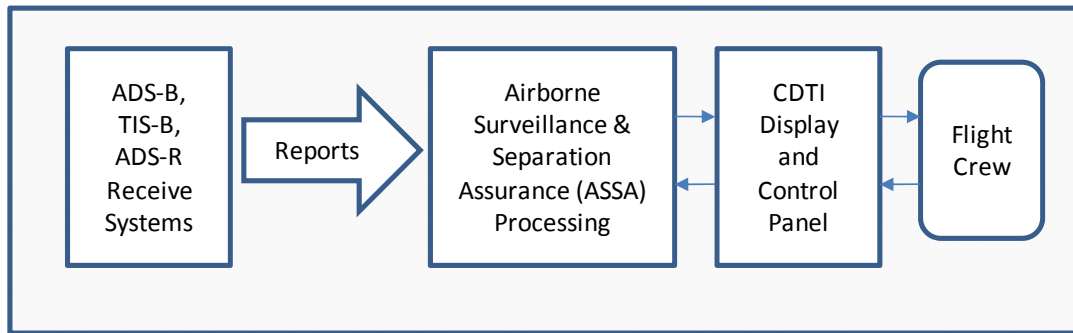 ADS-B,
TIS-B,
ADS-R
Receive
Systems
Reports
Airborne
Surveillance &
Separation
Assurance (ASSA)
Processing
CDTI
Display
and
Control
Panel
Flight
Crew